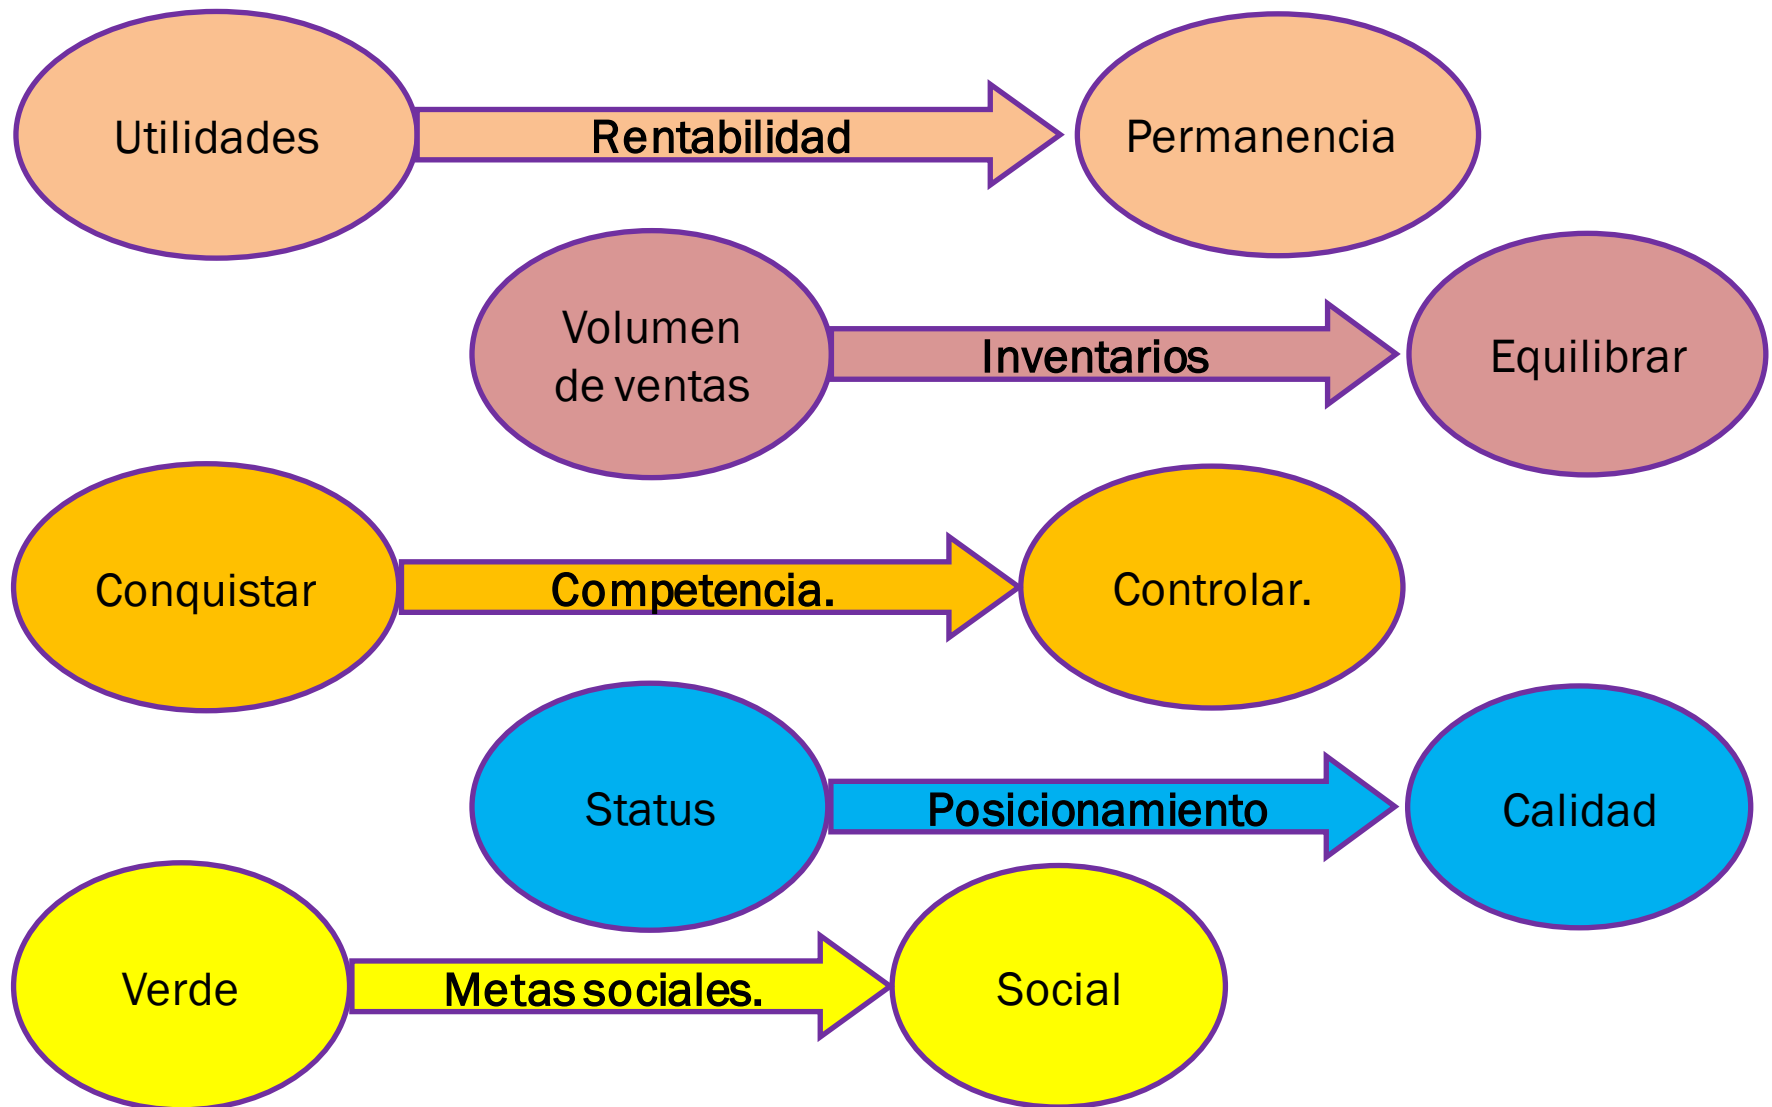 Utilidades
Rentabilidad
Permanencia
Volumen
de ventas
Inventarios
Equilibrar
Conquistar
Competencia.
Controlar.
Status
Posicionamiento
Calidad
Verde
Metas sociales.
Social